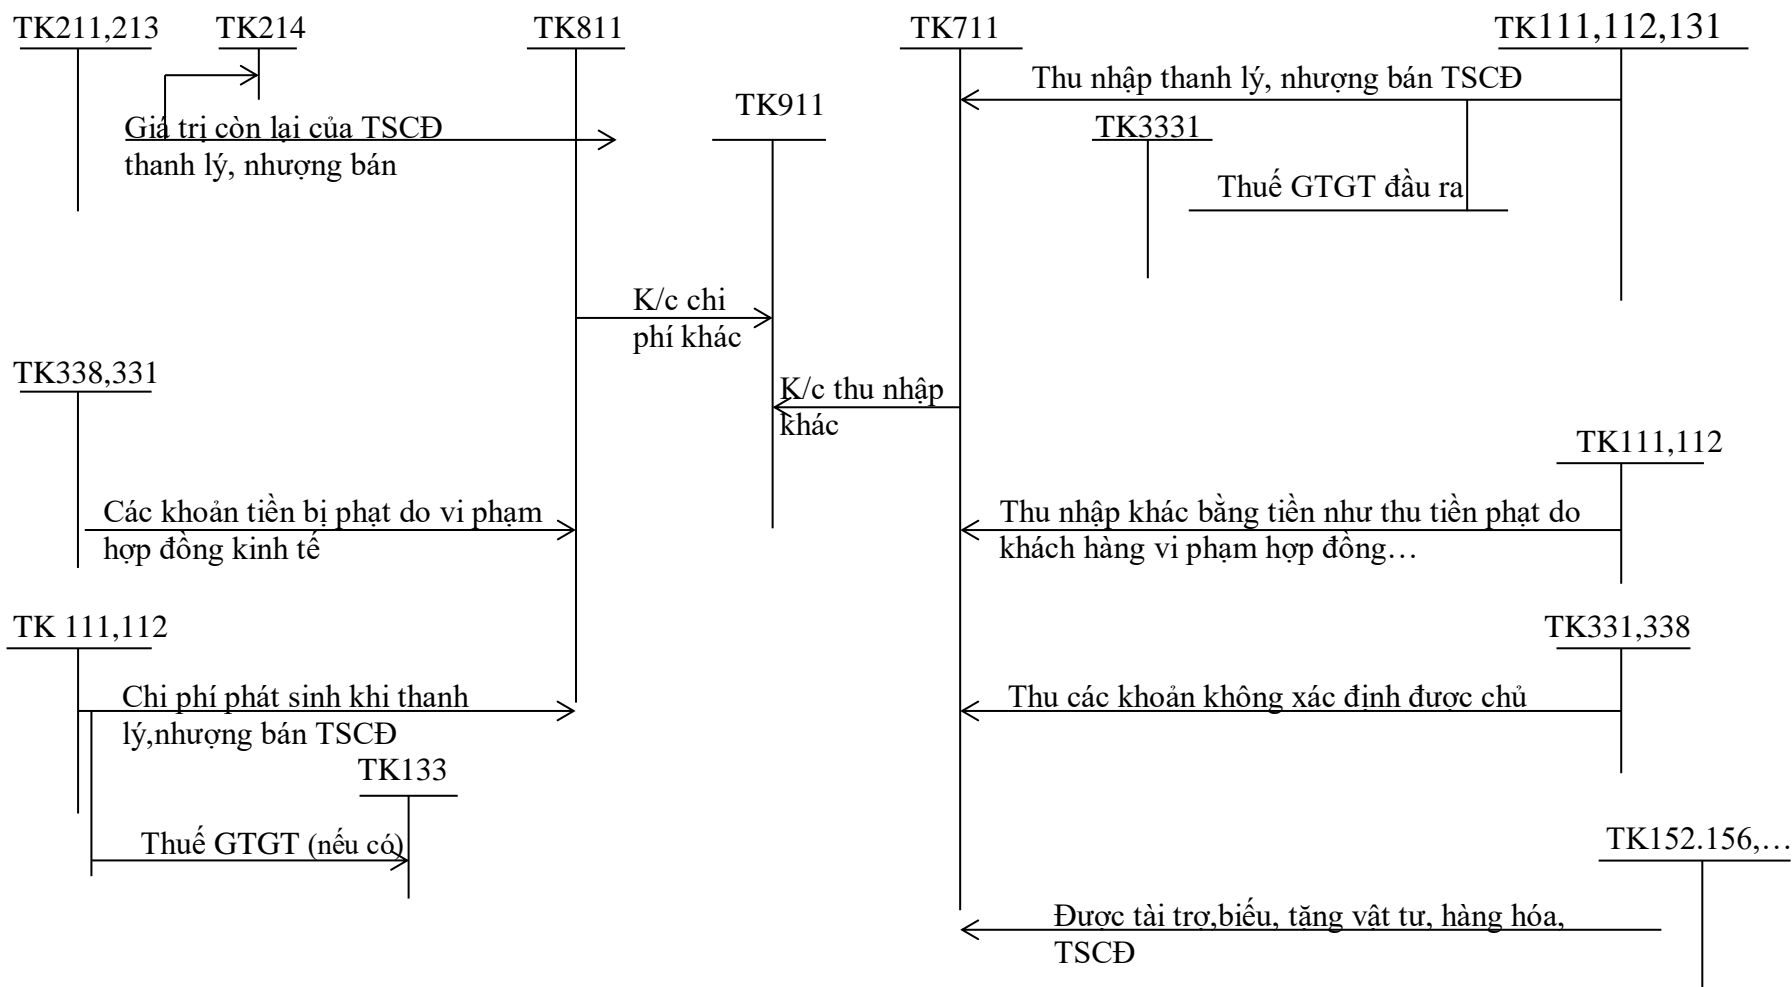 TK211,213
TK214
TK811
TK711
TK111,112,131
Thu nhập thanh lý, nhượng bán TSCĐ
TK911
Giá trị còn lại của TSCĐ
thanh lý, nhượng bán
TK3331
Thuế GTGT đầu ra
K/c chi
phí khác
TK338,331
K/c thu nhập
khác
TK111,112
Các khoản tiền bị phạt do vi phạm
hợp đồng kinh tế
Thu nhập khác bằng tiền như thu tiền phạt do
khách hàng vi phạm hợp đồng…
TK 111,112
TK331,338
Chi phí phát sinh khi thanh
lý,nhượng bán TSCĐ
Thu các khoản không xác định được chủ
TK133
Thuế GTGT (nếu có)
TK152.156,…
Được tài trợ,biếu, tặng vật tư, hàng hóa,
TSCĐ